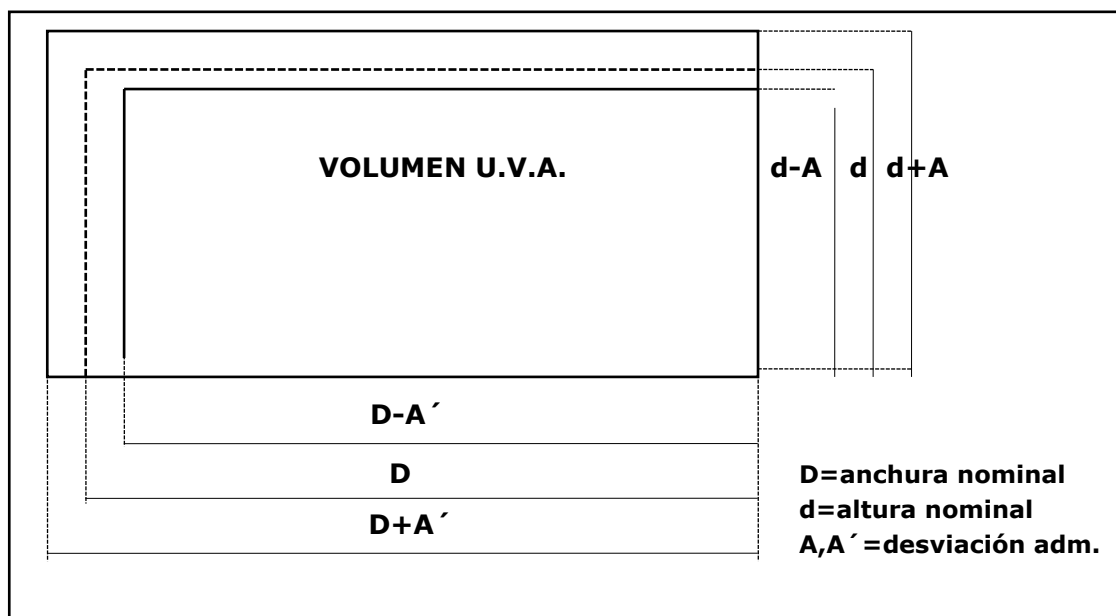 VOLUMEN U.V.A.
d-A
d
d+A
D-A´
D
D+A´
D=anchura nominal
d=altura nominal
A,A´=desviación adm.